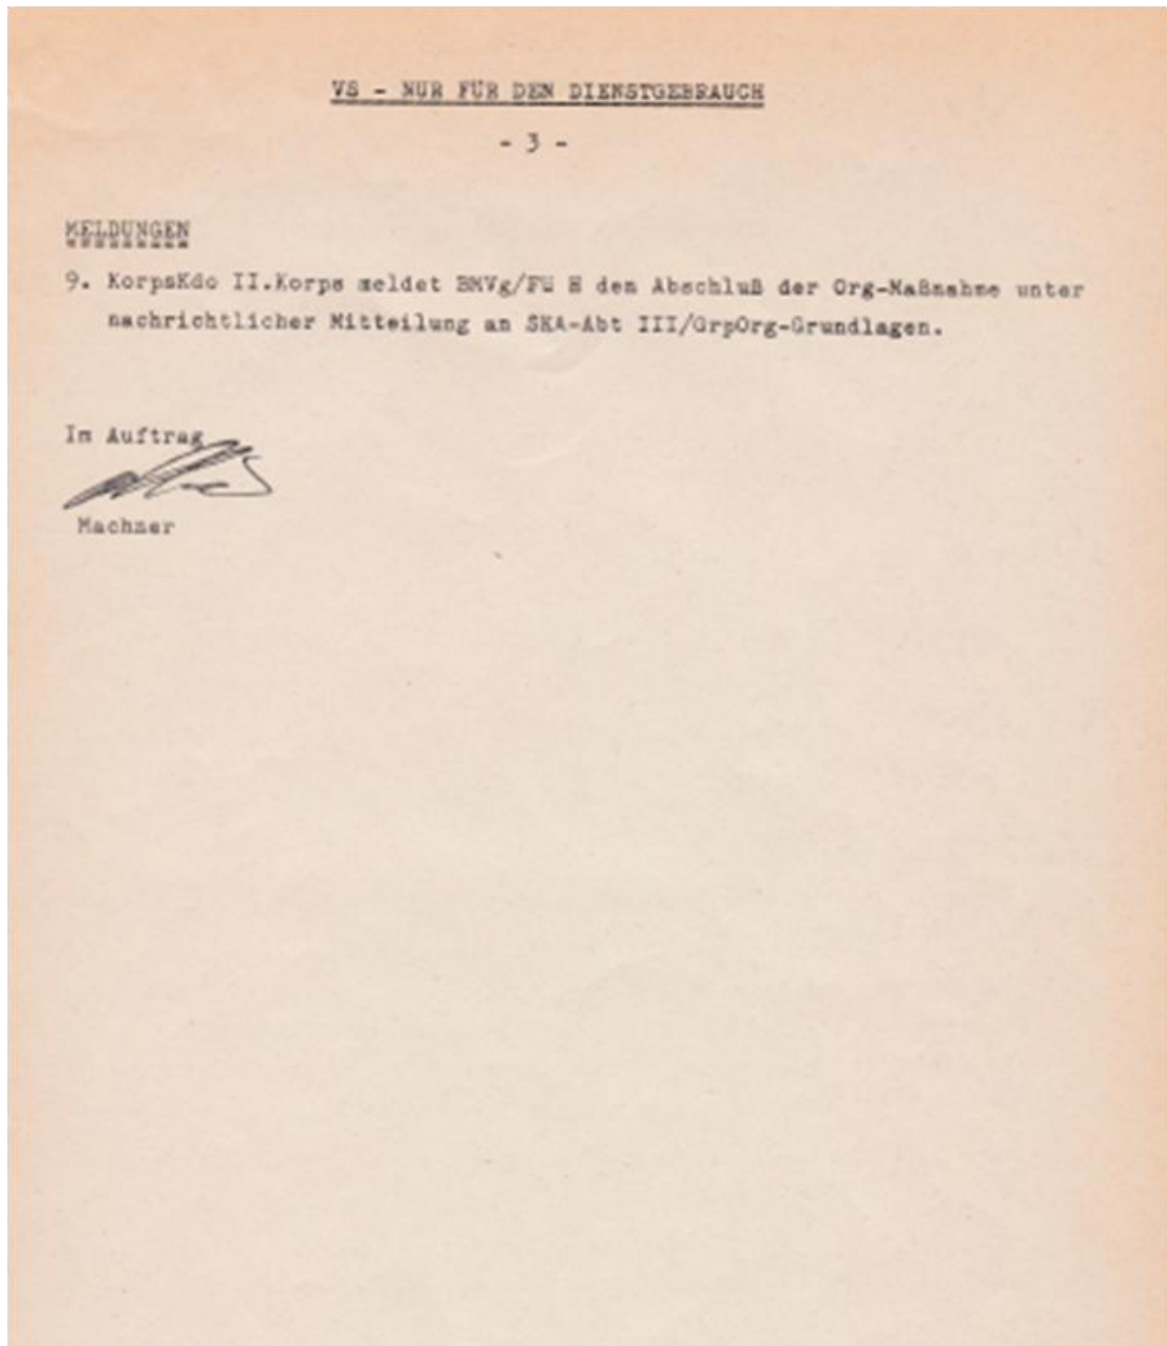 VS - NUR FÜR DEN DIENSTGEBRAUCH
- 3 -
MELDUNGEN
9. KorpsKdo II.Korps meldet BMVg/FÜ H den Abschluß der Org-Maßnahme unter
nachrichtlicher Mitteilung an SKA-Abt III/GrpOrg-Grundlagen.
Im Auftrag
Machner